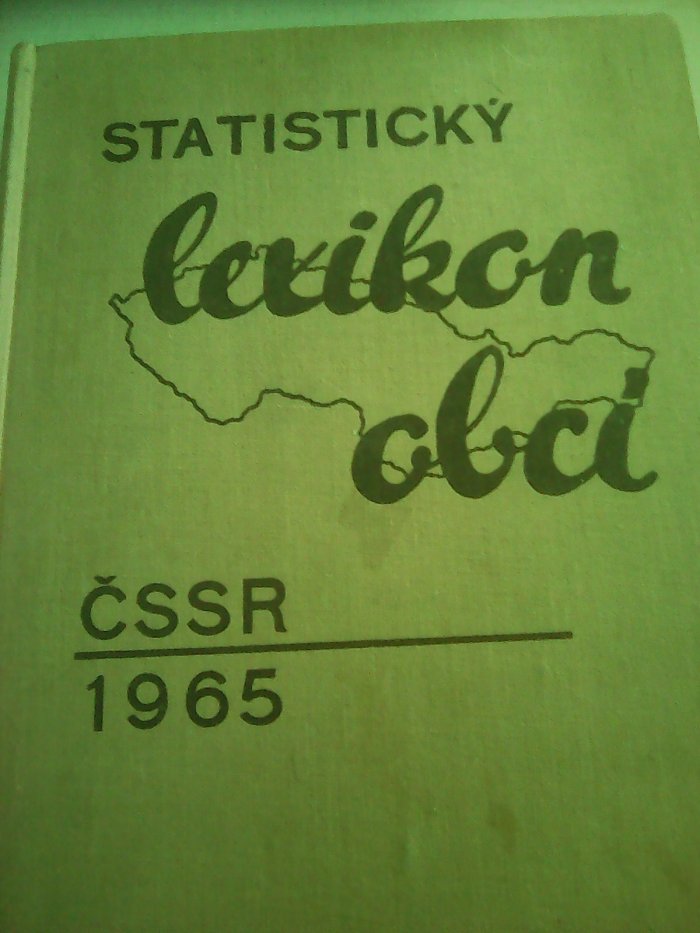 STATISTICKÝ
lexikon
obcí
ČSSR
1965